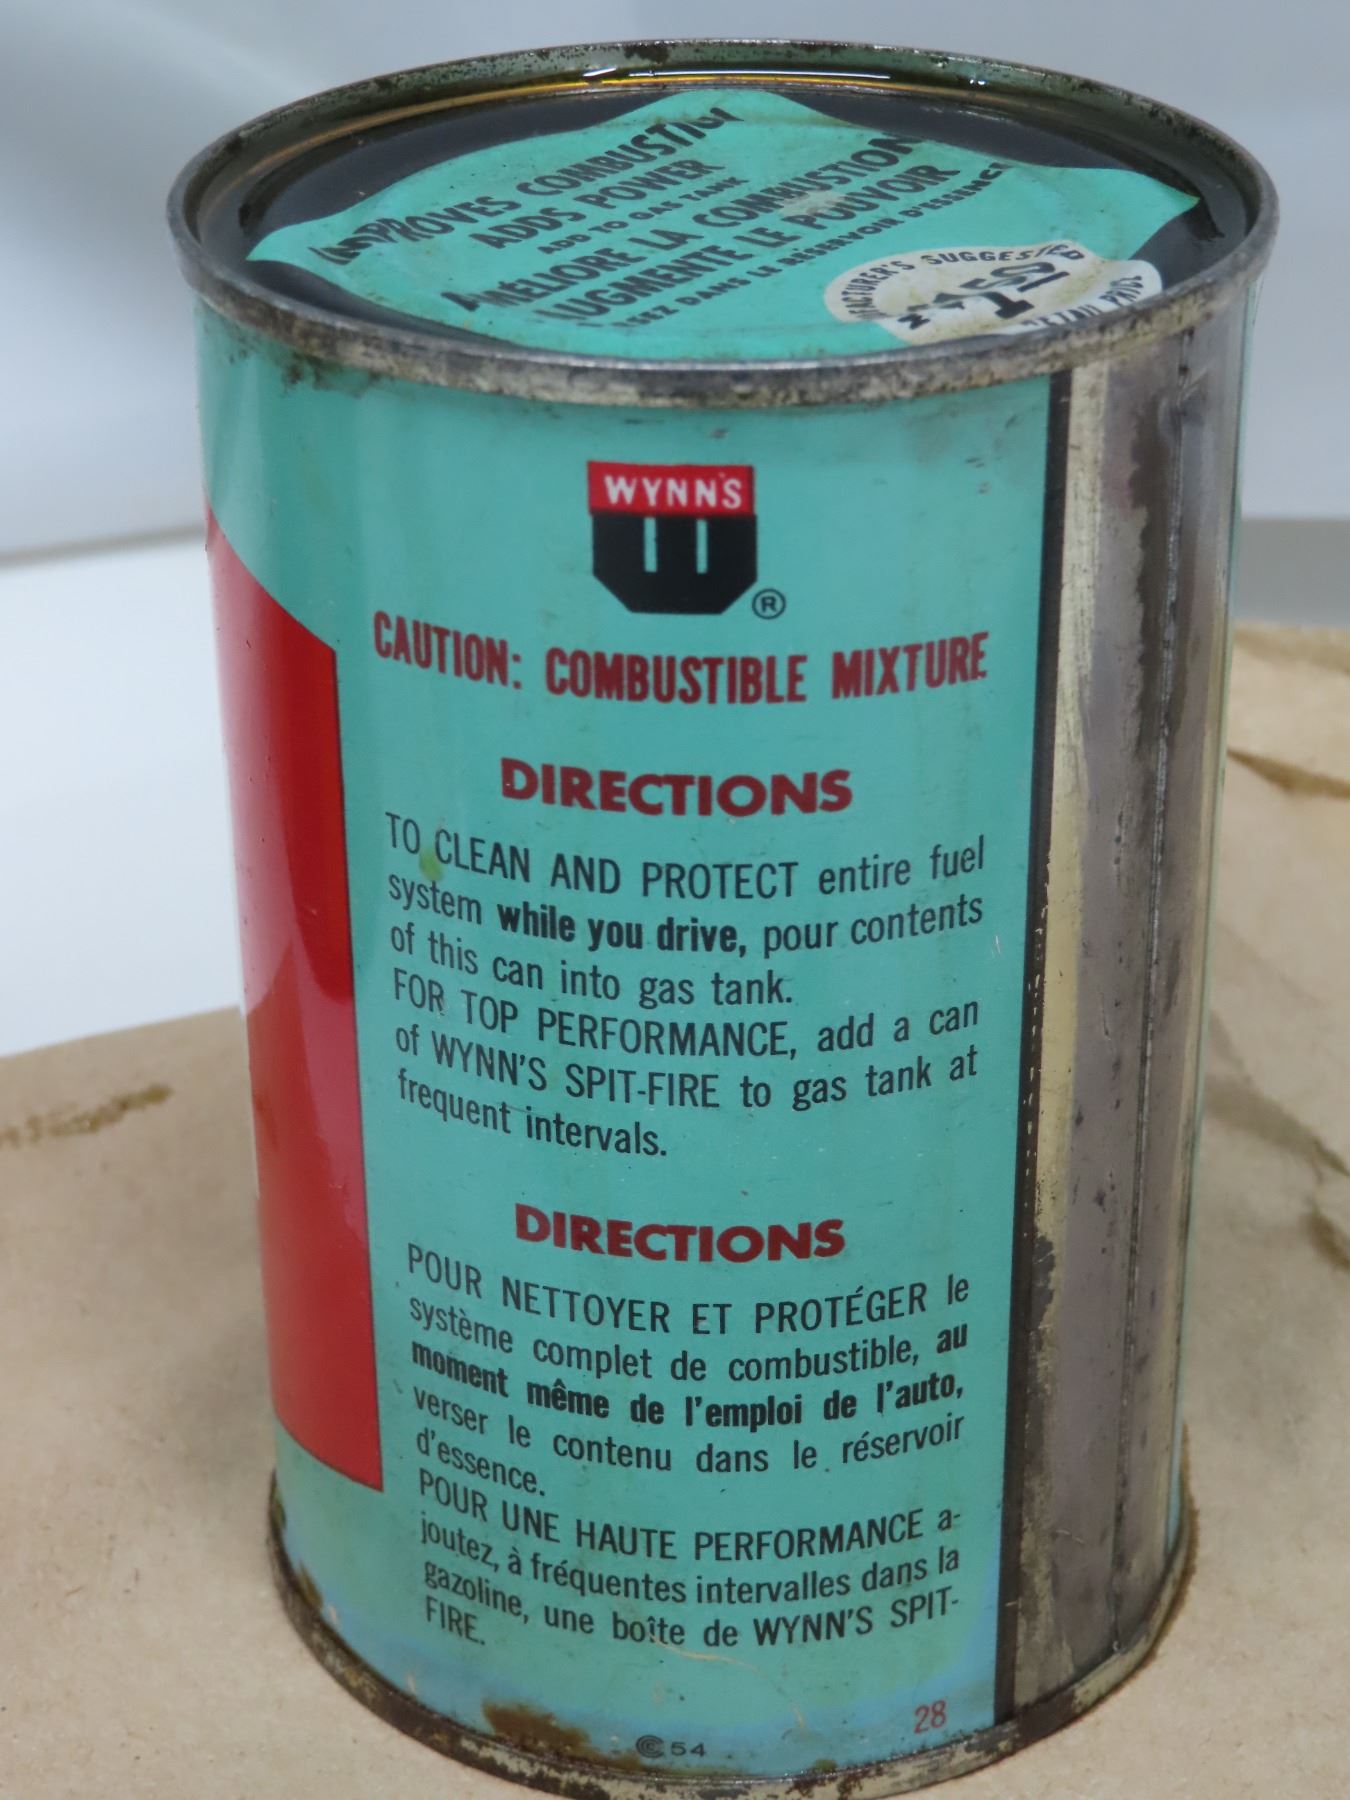 IMPROVES COMBUSTION
ADDS POWER
ADD TO GAS TANK
AMÉLIORE LA COMBUSTION
AUGMENTE LE POUVOIR
DANS LE RÉSERVOIR D'ESSENCE
SUGGESTED
1.50
RETAIL PRICE
WYNN'S
®
CAUTION: COMBUSTIBLE MIXTURE
DIRECTIONS
TO CLEAN AND PROTECT entire fuel
system while you drive, pour contents
of this can into gas tank.
FOR TOP PERFORMANCE, add a can
of WYNN'S SPIT-FIRE to gas tank at
frequent intervals.
DIRECTIONS
POUR NETTOYER ET PROTÉGER le
système complet de combustible, au
moment même de l'emploi de l'auto,
verser le contenu dans le réservoir
d'essence.
POUR UNE HAUTE PERFORMANCE a-
joutez, à fréquentes intervalles dans la
gazoline, une boîte de WYNN'S SPIT-
FIRE.
28
54